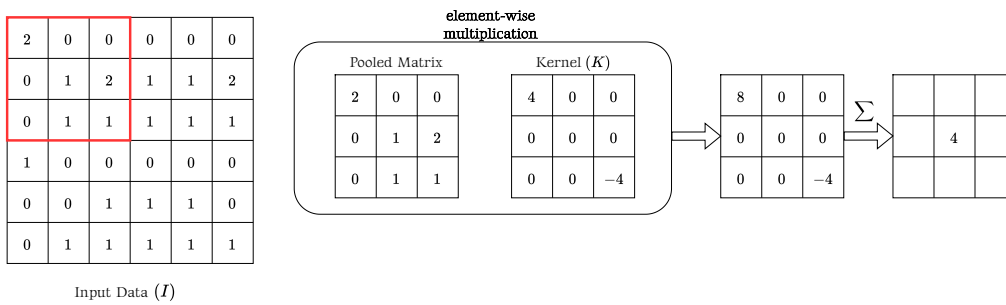 element-wise
multiplication
Pooled Matrix
Kernel (K)
2 0 0 0 0 0
0 1 2 1 1 2
0 1 1 1 1 1
1 0 0 0 0 0
0 0 1 1 1 0
0 1 1 1 1 1
2 0 0
0 1 2
0 1 1
4 0 0
0 0 0
0 0 −4
8 0 0
0 0 0
0 0 −4
∑
4
Input Data (I)